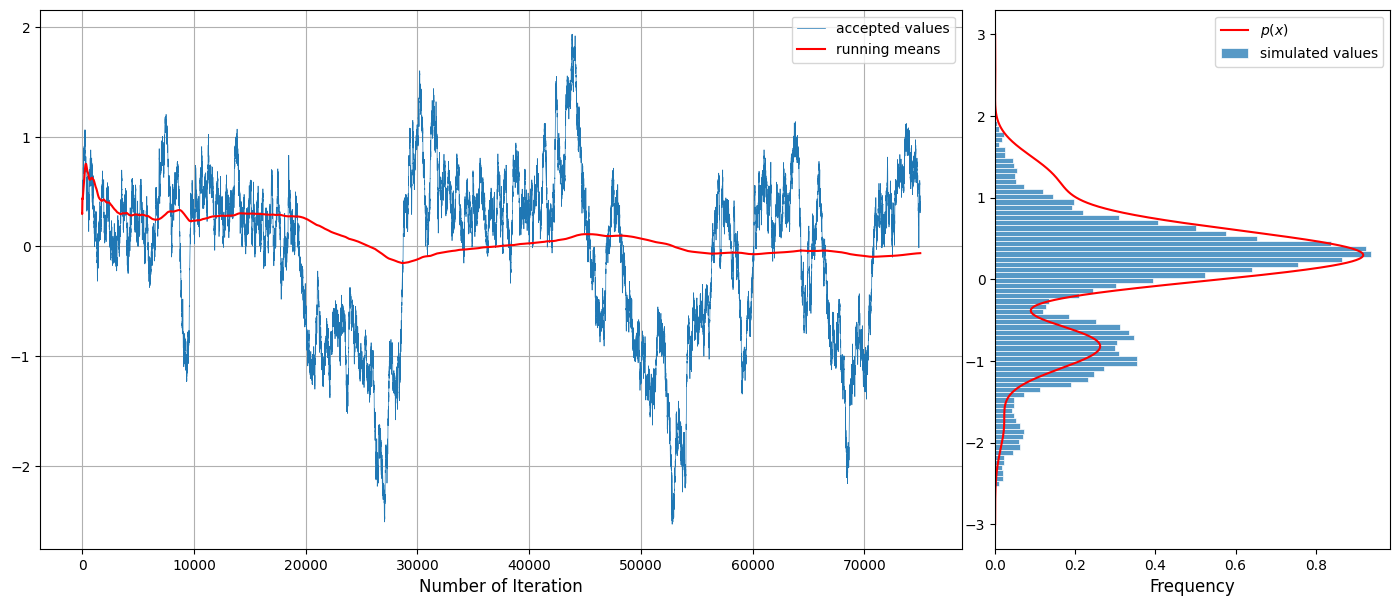 accepted values
running means
2
1
0
−1
−2
0 10000 20000 30000 40000 50000 60000 70000
Number of Iteration
p(x)
simulated values
3
2
1
0
−1
−2
−3
0.0 0.2 0.4 0.6 0.8
Frequency